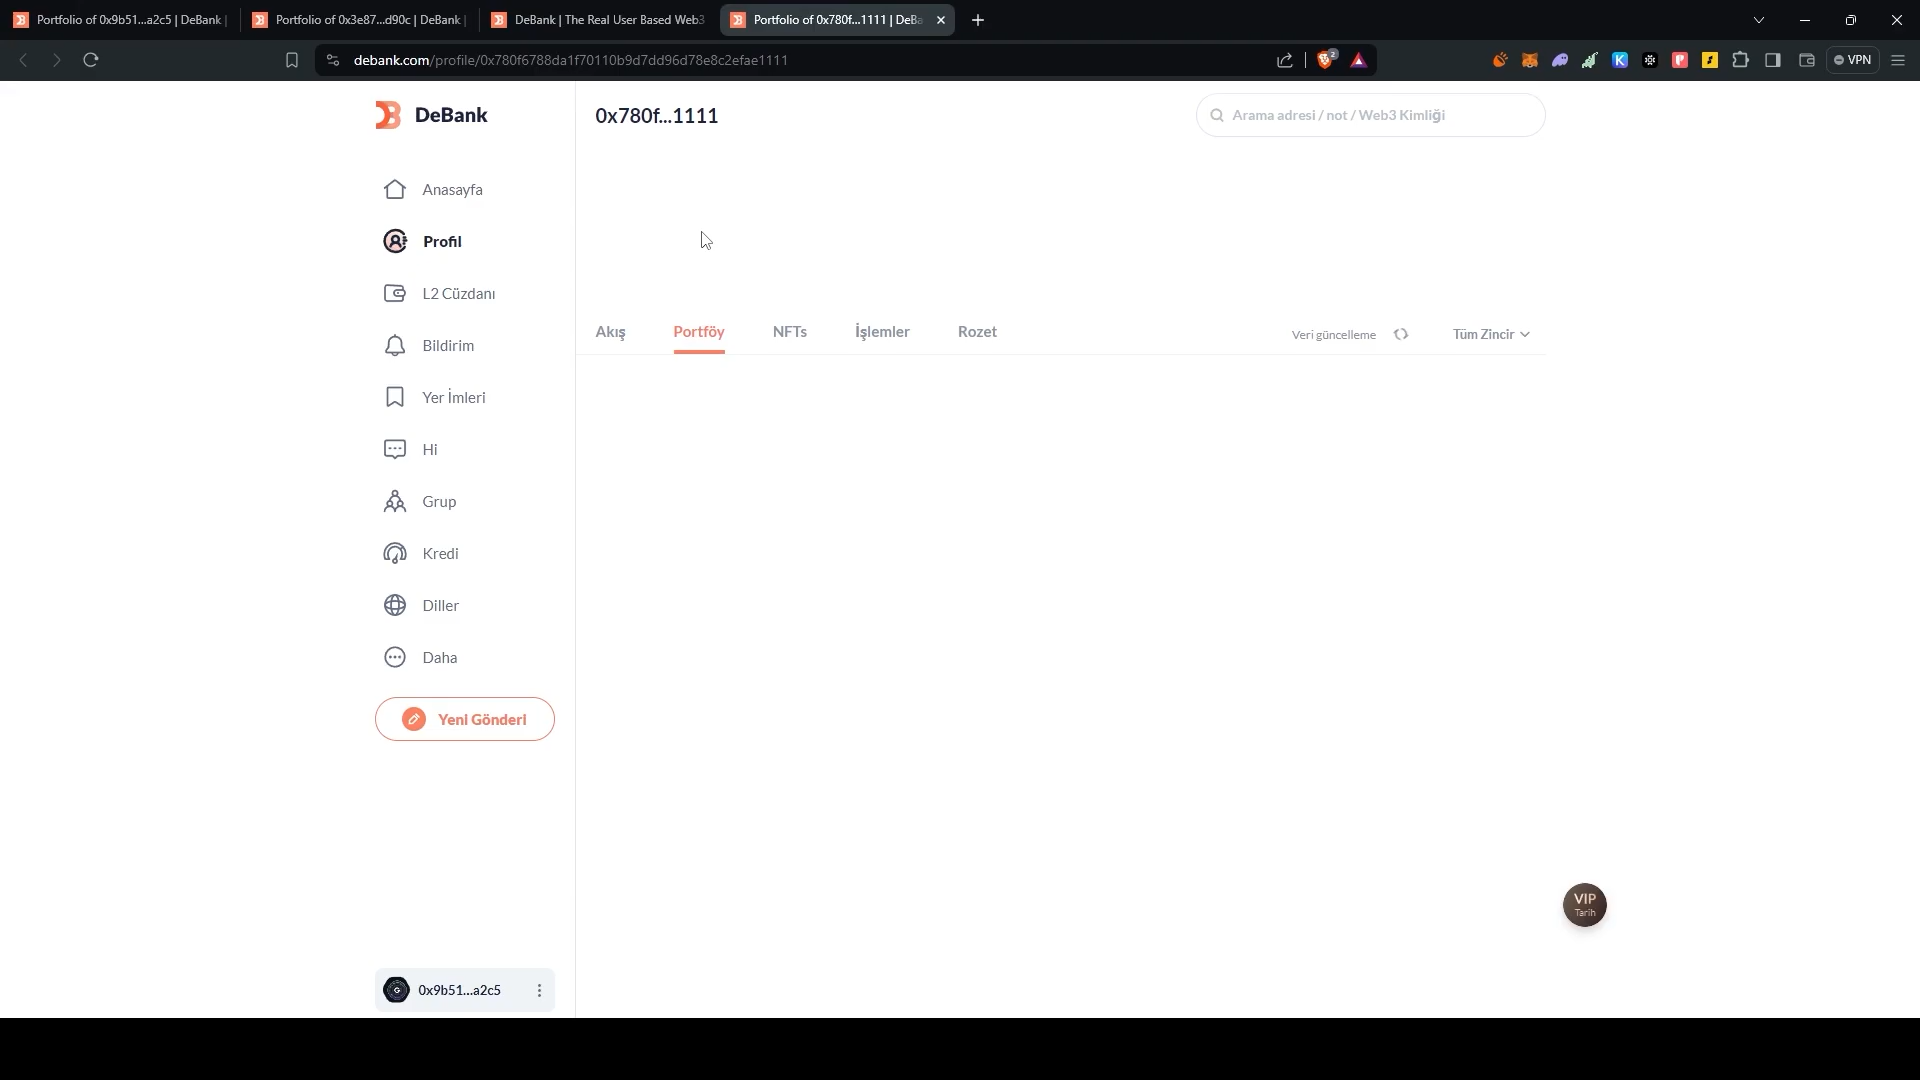 Portfolio of 0x9b51...a2c5 | DeBank |
Portfolio of 0x3e87...d90c | DeBank |
DeBank | The Real User Based Web3
Portfolio of 0x780f...1111 | DeBa
debank.com/profile/0x780f6788da1f70110b9d7dd96d78e8c2efae1111
2
VPN
DeBank
0x780f...1111
Arama adresi / not / Web3 Kimliği
Anasayfa
Profil
L2 Cüzdanı
Bildirim
Yer İmleri
Hi
Grup
Kredi
Diller
Daha
Yeni Gönderi
Akış
Portföy
NFTs
İşlemler
Rozet
Veri güncelleme
Tüm Zincir
VIP
Tarih
0x9b51...a2c5